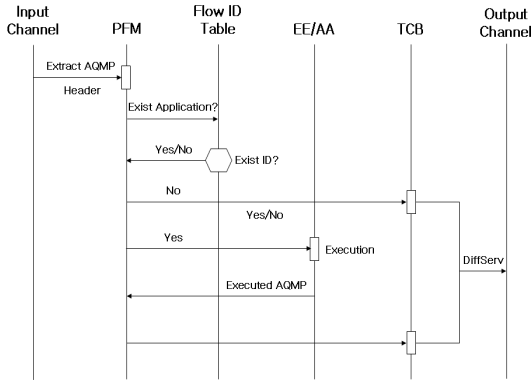 Input
Channel
PFM
Flow ID
Table
EE/AA
TCB
Output
Channel
Extract AQMP
Header
Exist Application?
Yes/No
Exist ID?
No
Yes/No
Yes
Execution
DiffServ
Executed AQMP